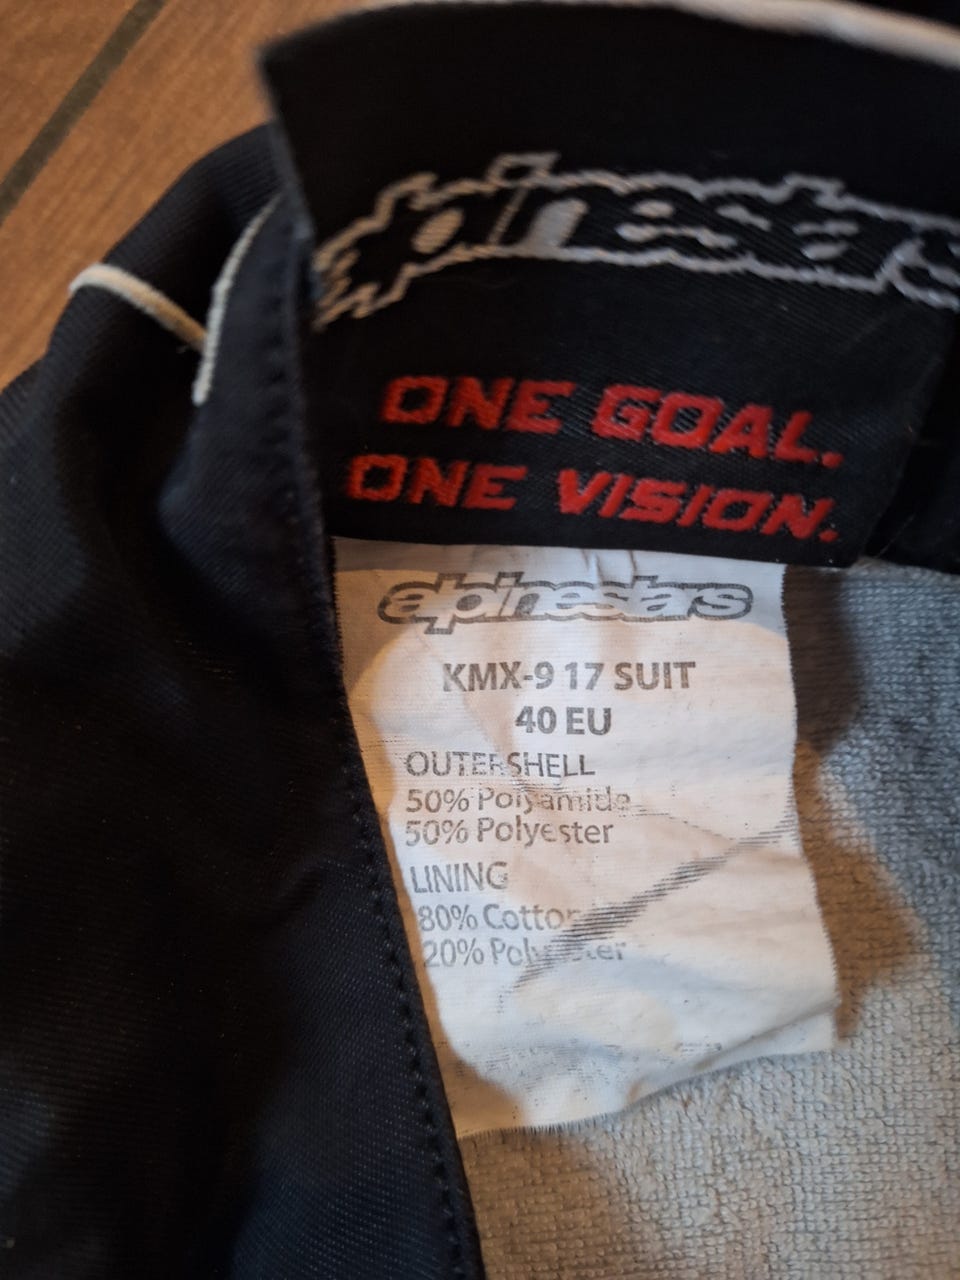 alpinestars
ONE GOAL.
ONE VISION.
alpinestars
KMX-9 17 SUIT
40 EU
OUTERSHELL
50% Polyamide
50% Polyester
LINING
80% Cotton
20% Polyester